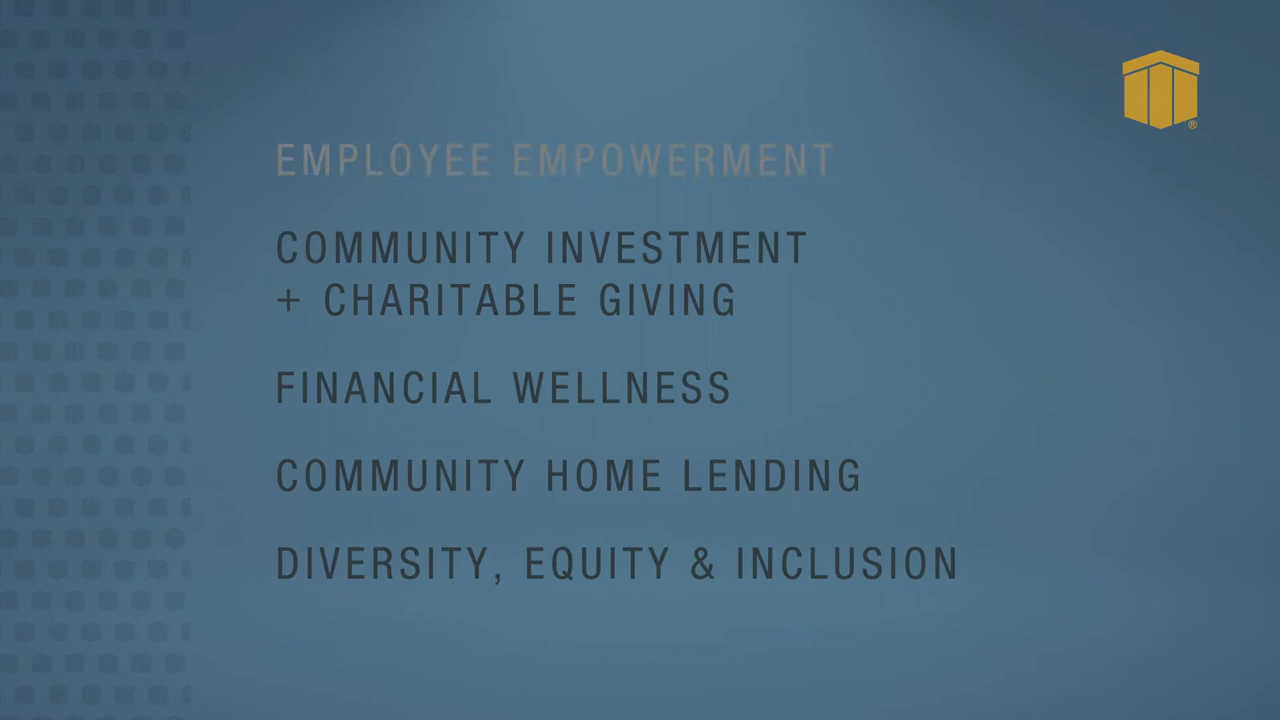 EMPLOYEE EMPOWERMENT
COMMUNITY INVESTMENT
+ CHARITABLE GIVING
FINANCIAL WELLNESS
COMMUNITY HOME LENDING
DIVERSITY, EQUITY & INCLUSION
®